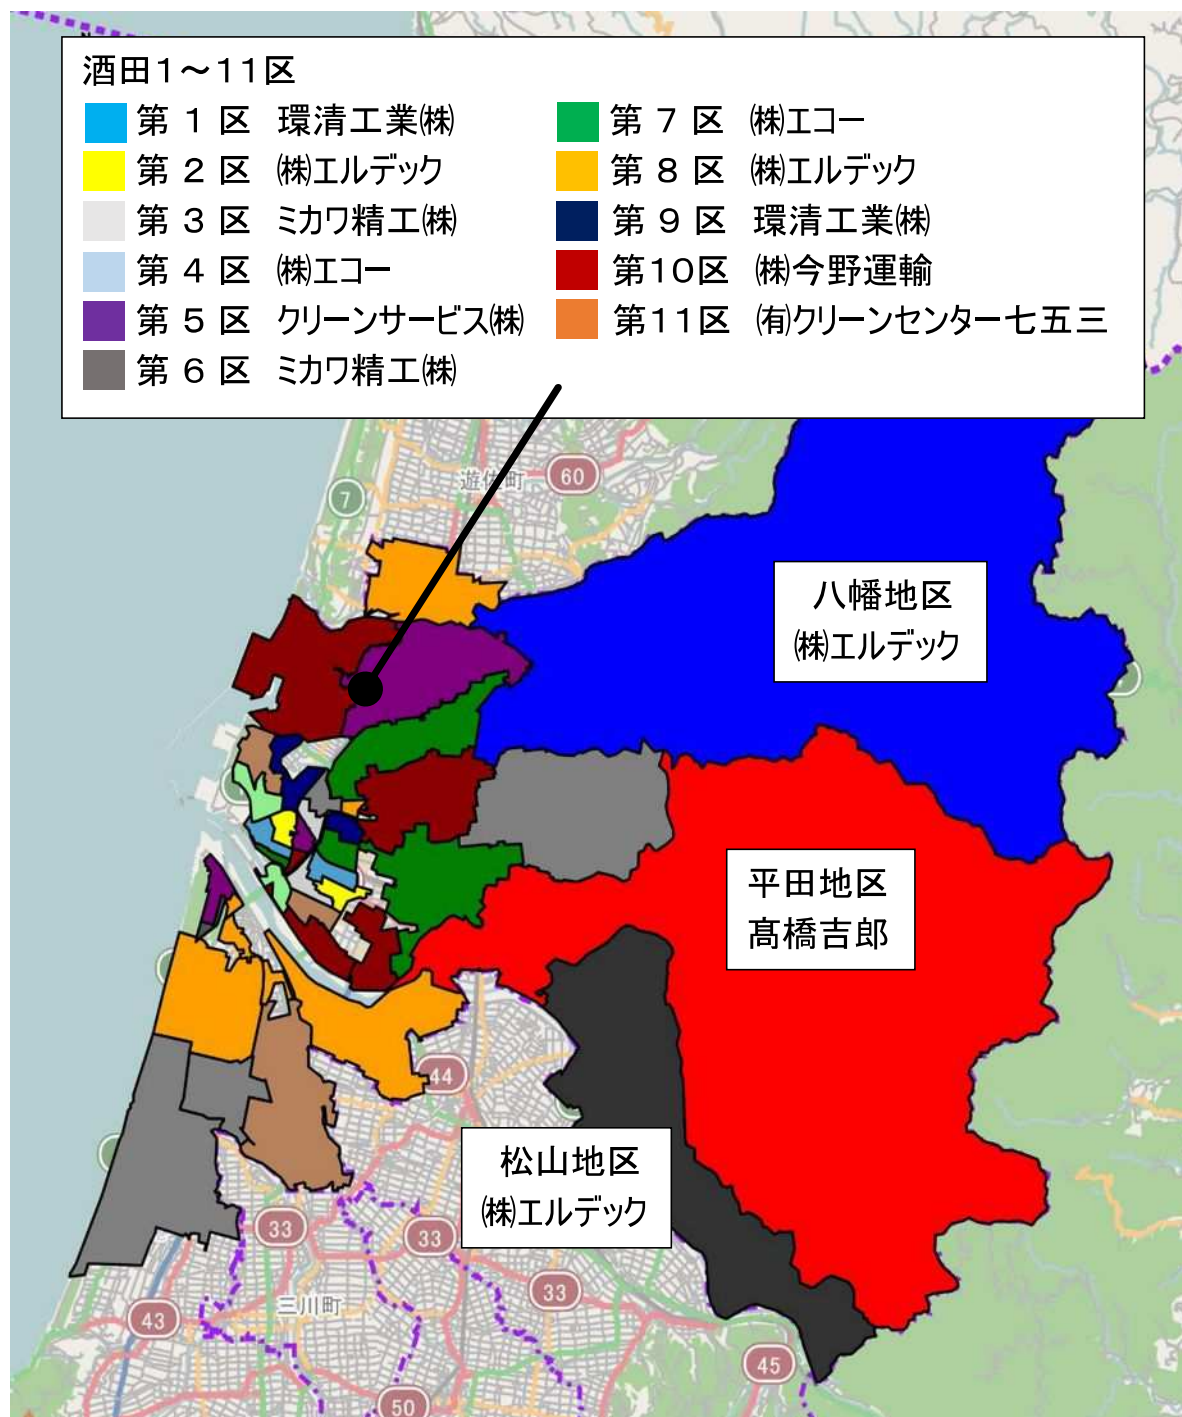 酒田１～１１区
第 １ 区 環清工業㈱
第 ２ 区 ㈱エルデック
第 ３ 区 ミカワ精工㈱
第 ４ 区 ㈱エコー
第 ５ 区 クリーンサービス㈱
第 ６ 区 ミカワ精工㈱
第 ７ 区 ㈱エコー
第 ８ 区 ㈱エルデック
第 ９ 区 環清工業㈱
第１０区 ㈱今野運輸
第１１区 ㈲クリーンセンター七五三
遊佐町
60
7
八幡地区
㈱エルデック
平田地区
髙橋吉郎
44
松山地区
㈱エルデック
33
33
33
三川町
43
45
50